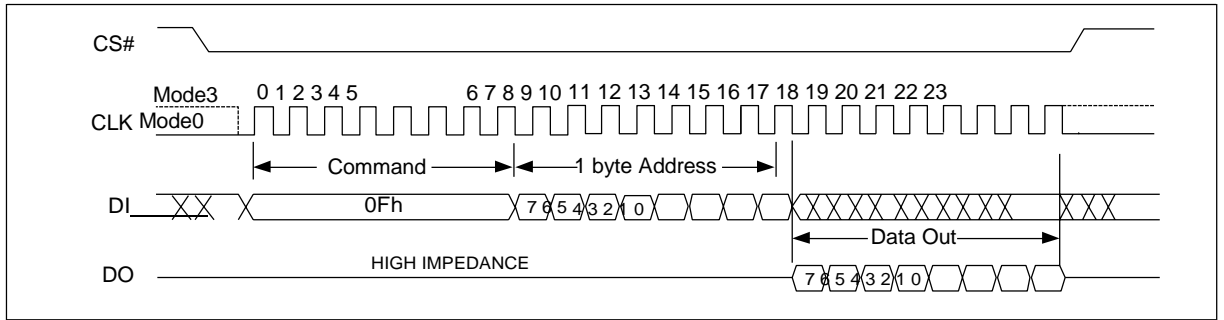 CS#
Mode3
0 1 2 3 4 5 6 7 8 9 10 11 12 13 14 15 16 17 18 19 20 21 22 23
CLK Mode0
Command
1 byte Address
DI
0Fh
7 6 5 4 3 2 1 0
Data Out
DO
HIGH IMPEDANCE
7 6 5 4 3 2 1 0